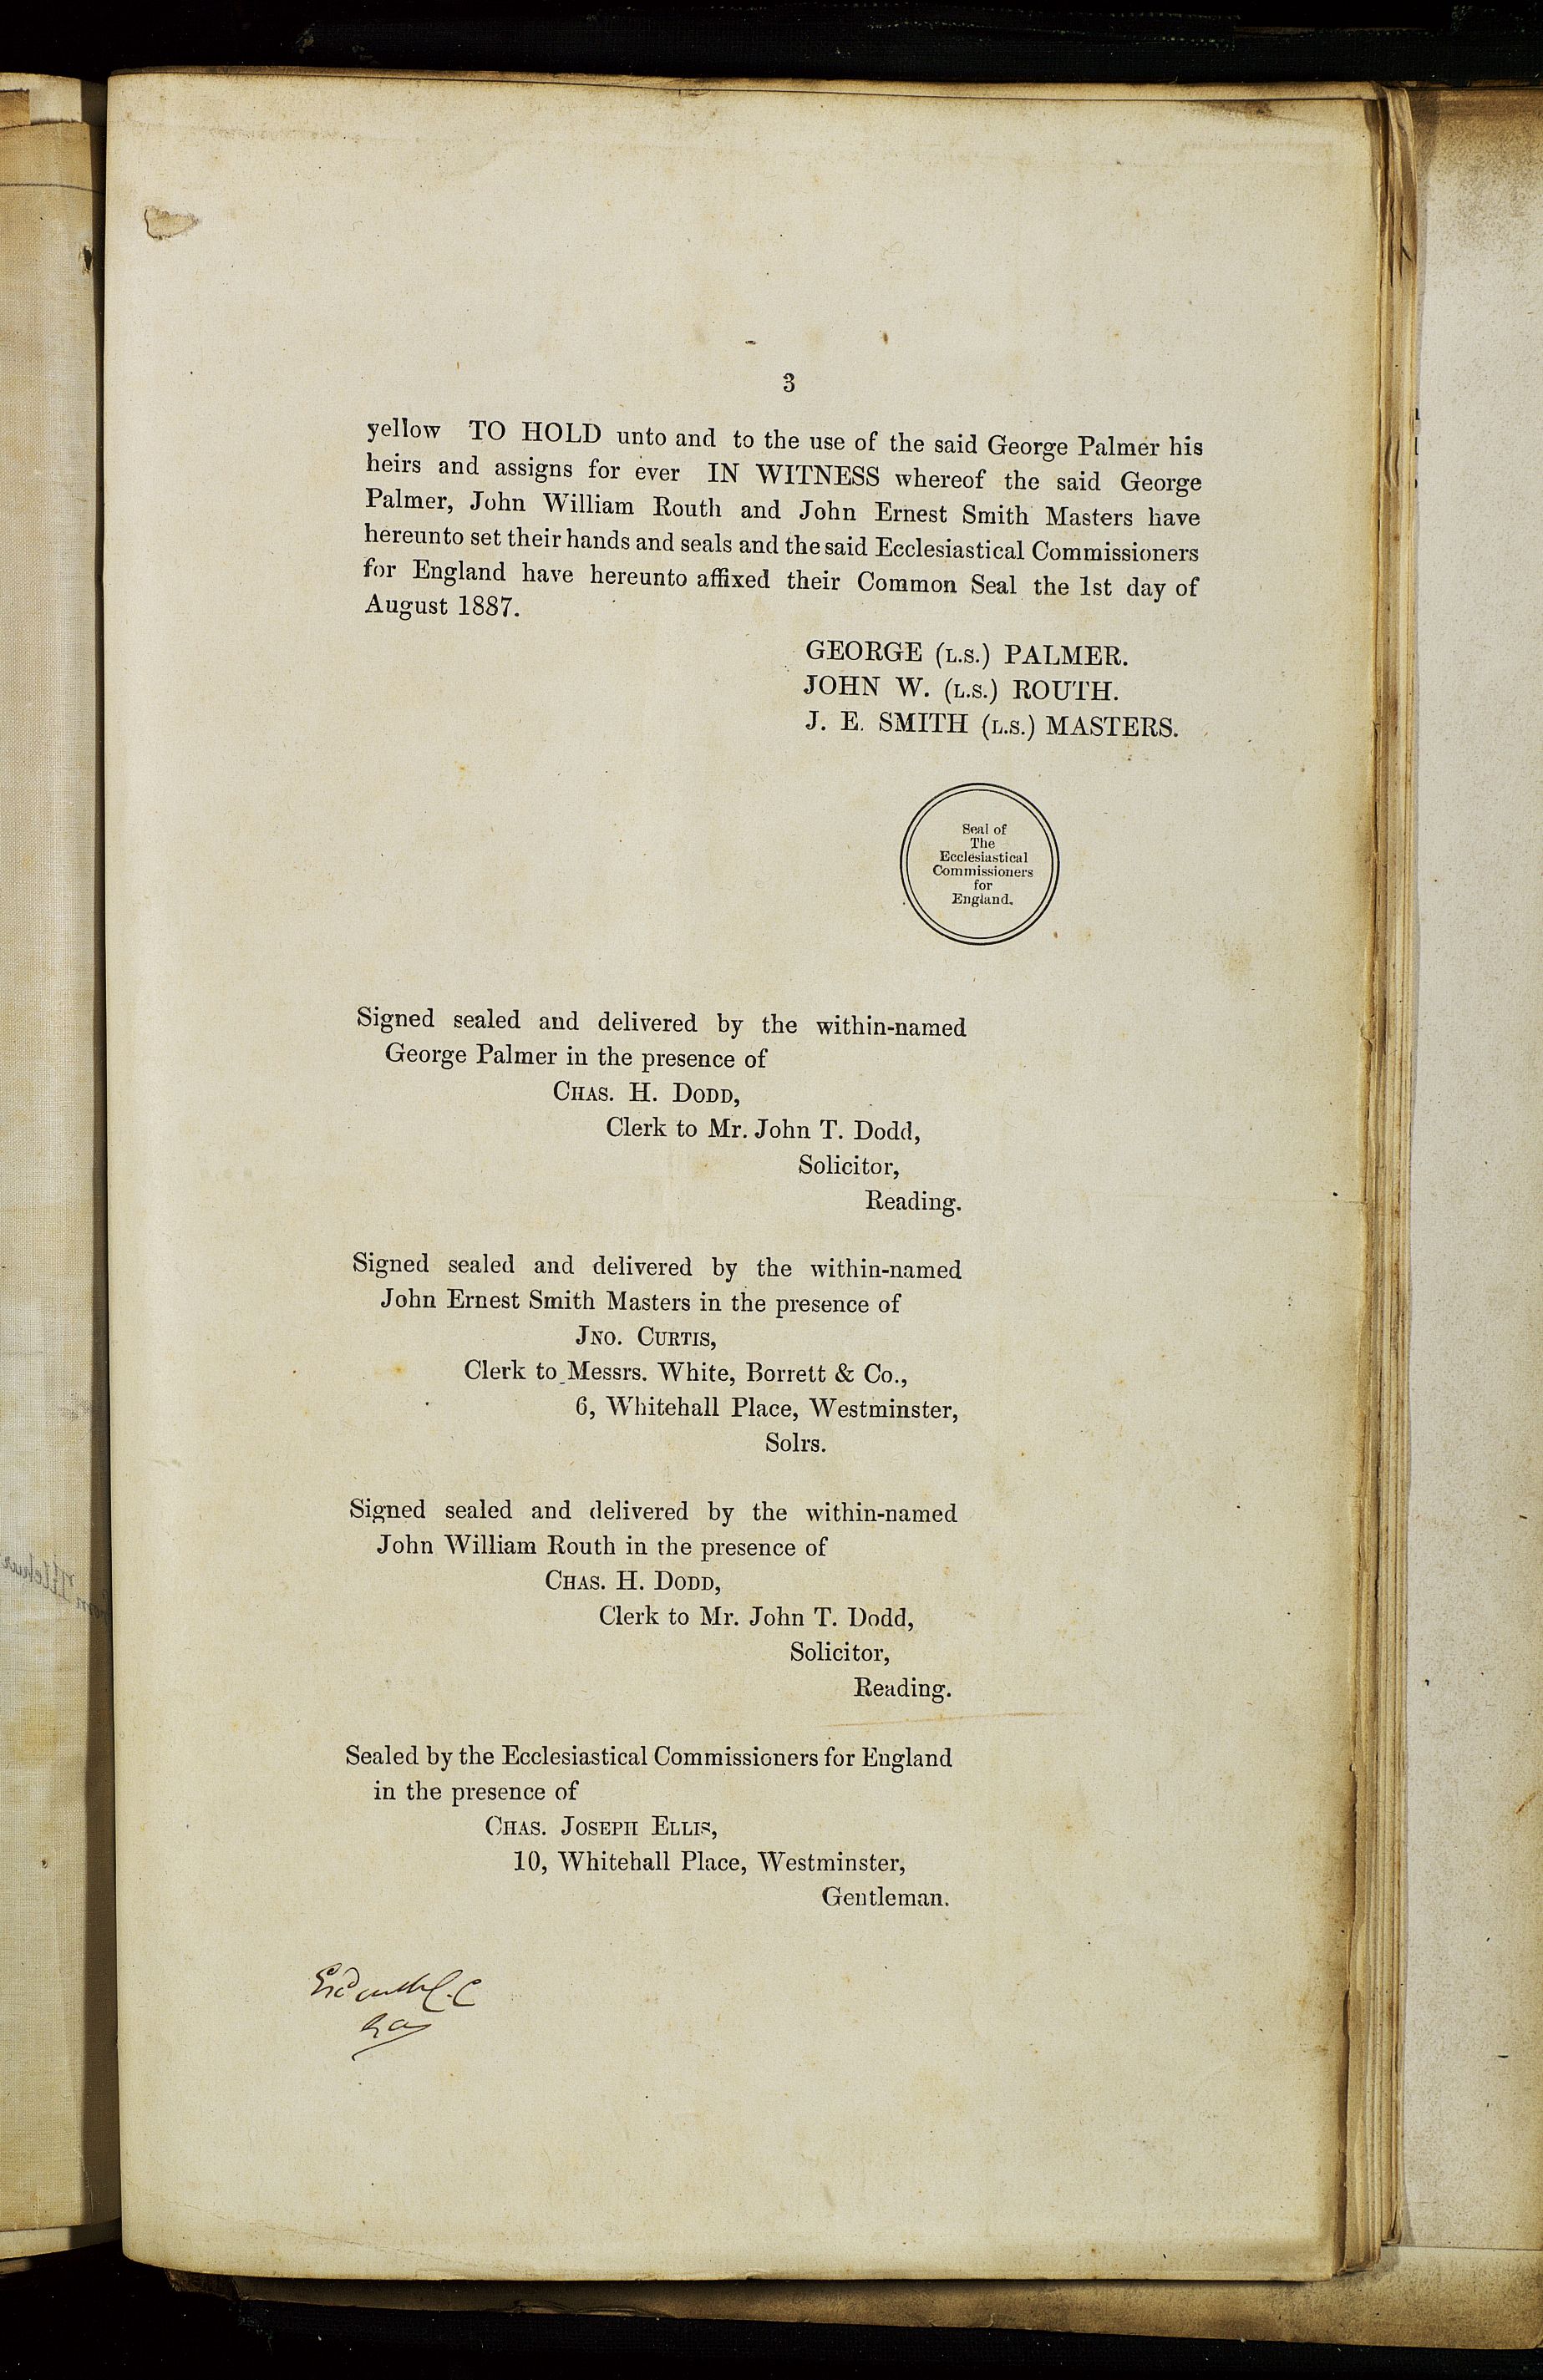 3
yellow TO HOLD unto and to the use of the said George Palmer his
heirs and assigns for ever IN WITNESS whereof the said George
Palmer, John William Routh and John Ernest Smith Masters have
hereunto set their hands and seals and the said Ecclesiastical Commissioners
for England have hereunto affixed their Common Seal the 1st day of
August 1887.
GEORGE (L.S.) PALMER.
JOHN W. (L.S.) ROUTH.
J. E. SMITH (L.S.) MASTERS.
Seal of
The
Ecclesiastical
Commissioners
for
England.
Signed sealed and delivered by the within-named
George Palmer in the presence of
CHAS. H. DODD,
Clerk to Mr. John T. Dodd,
Solicitor,
Reading.
Signed sealed and delivered by the within-named
John Ernest Smith Masters in the presence of
JNO. CURTIS,
Clerk to Messrs. White, Borrett & Co.,
6, Whitehall Place, Westminster,
Solrs.
Signed sealed and delivered by the within-named
John William Routh in the presence of
CHAS. H. DODD,
Clerk to Mr. John T. Dodd,
Solicitor,
Reading.
Sealed by the Ecclesiastical Commissioners for England
in the presence of
CHAS. JOSEPH ELLIS,
10, Whitehall Place, Westminster,
Gentleman.